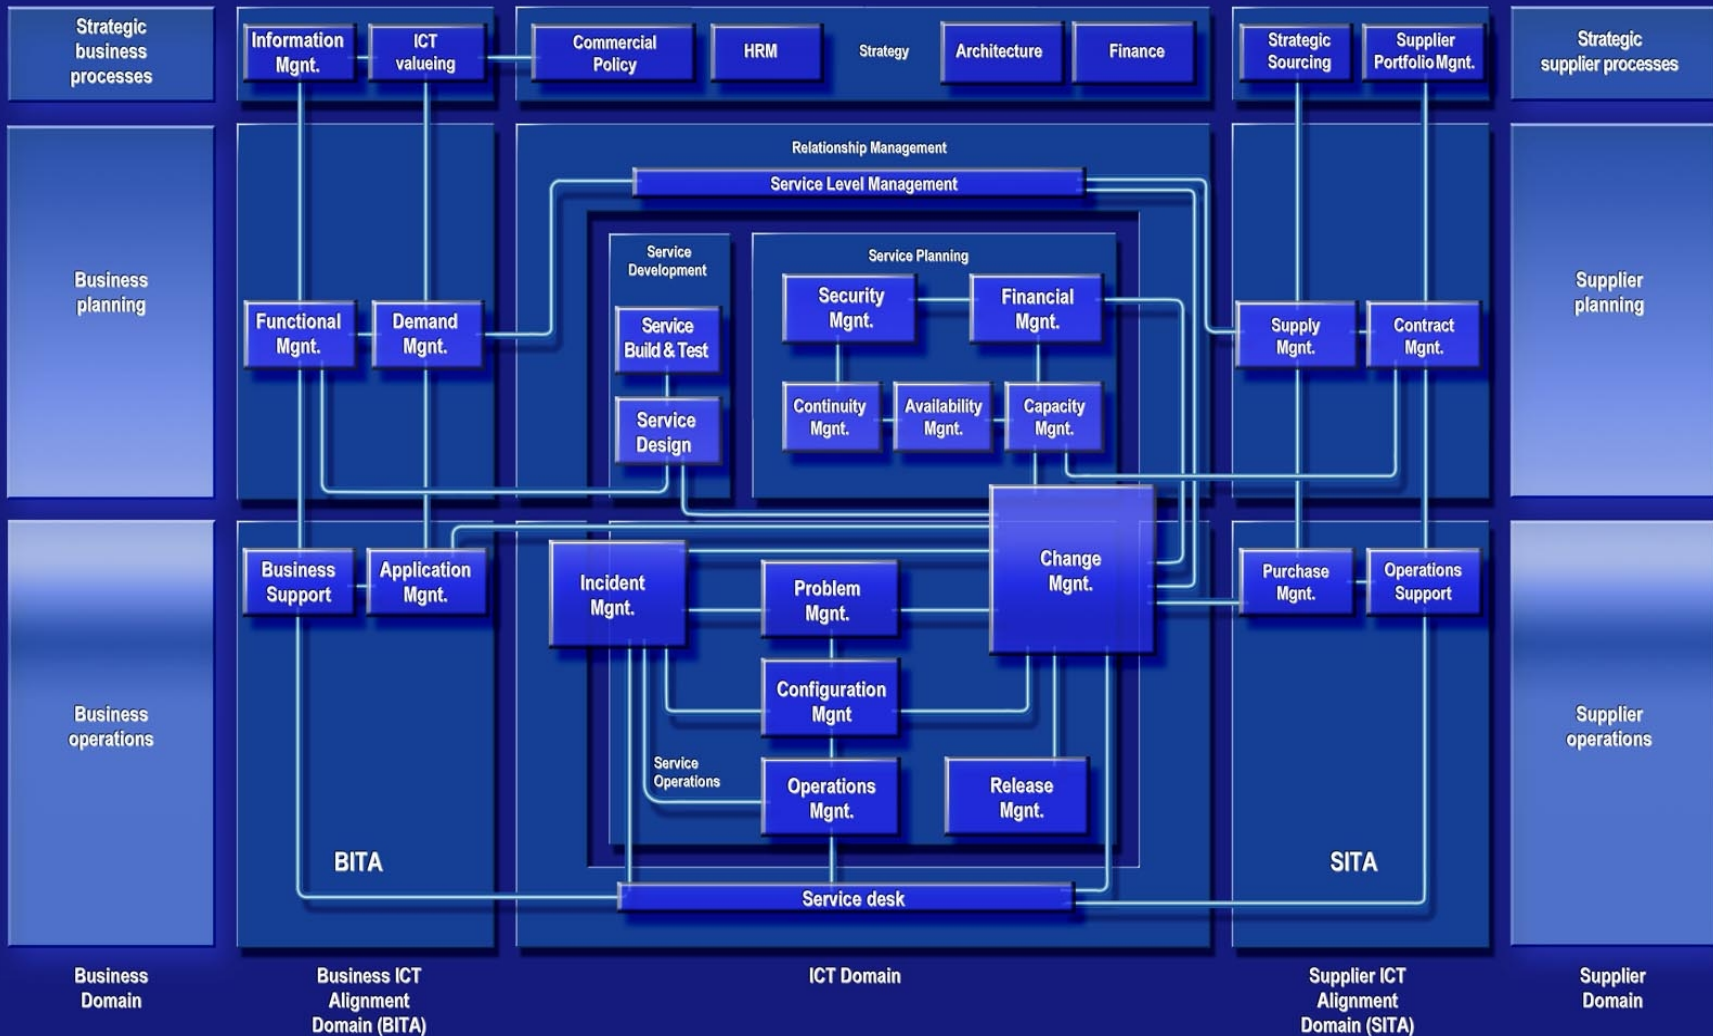 Strategic
business
processes
Information
Mgnt.
ICT
valueing
Commercial
Policy
HRM
Strategy
Architecture
Finance
Strategic
Sourcing
Supplier
Portfolio Mgnt.
Strategic
supplier processes
Relationship Management
Service Level Management
Business
planning
Functional
Mgnt.
Demand
Mgnt.
Service
Development
Service
Build & Test
Service
Design
Service Planning
Security
Mgnt.
Financial
Mgnt.
Continuity
Mgnt.
Availability
Mgnt.
Capacity
Mgnt.
Supply
Mgnt.
Contract
Mgnt.
Supplier
planning
Business
operations
Business
Support
Application
Mgnt.
Incident
Mgnt.
Problem
Mgnt.
Change
Mgnt.
Configuration
Mgnt
Service
Operations
Operations
Mgnt.
Release
Mgnt.
Purchase
Mgnt.
Operations
Support
Supplier
operations
BITA
Service desk
SITA
Business
Domain
Business ICT
Alignment
Domain (BITA)
ICT Domain
Supplier ICT
Alignment
Domain (SITA)
Supplier
Domain